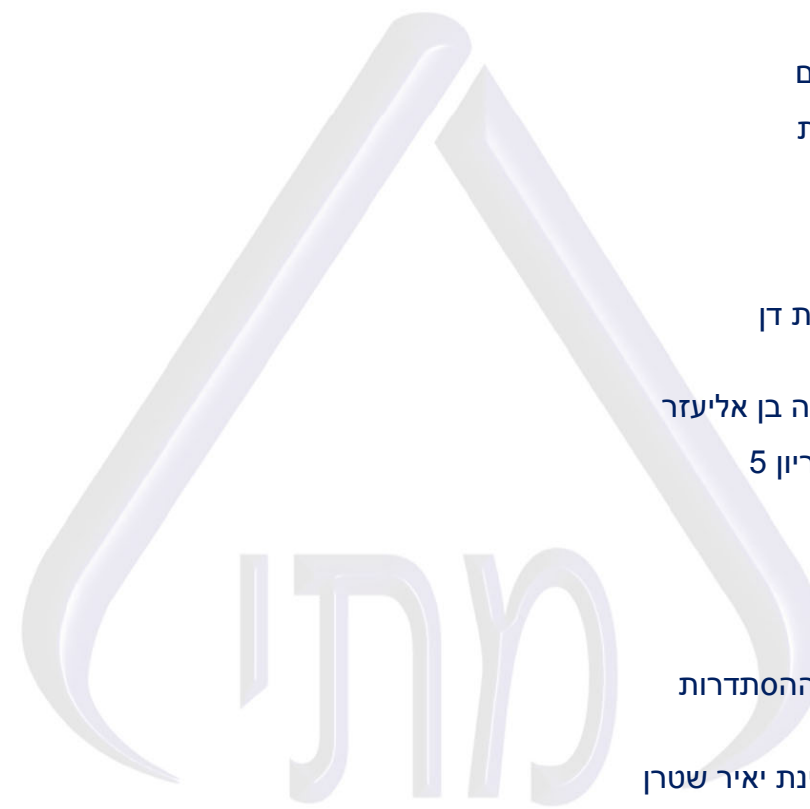 ם
ת
ת דן
ה בן אליעזר
ריון 5
ההסתדרות
נת יאיר שטרן
מתי